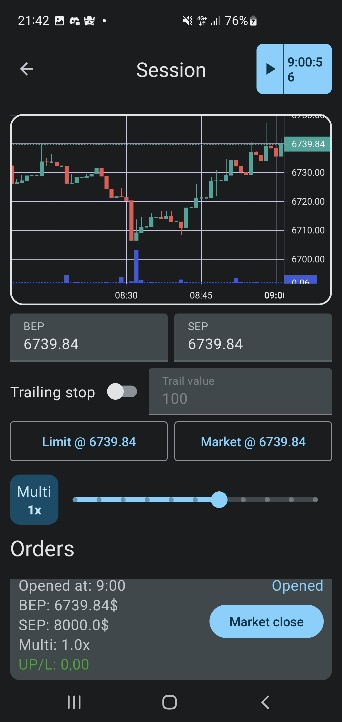 21:42
76%
Session
9:00:5
6
6739.84
6730.00
6720.00
6710.00
6700.00
0.06
08:30
08:45
09:0
BEP
6739.84
SEP
6739.84
Trailing stop
Trail value
100
Limit @ 6739.84
Market @ 6739.84
Multi
1x
Orders
Opened at: 9:00
Opened
BEP: 6739.84$
SEP: 8000.0$
Market close
Multi: 1.0x
UP/L: 0,00